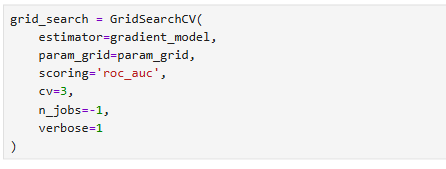 grid_search = GridSearchCV(
    estimator=gradient_model,
    param_grid=param_grid,
    scoring='roc_auc',
    cv=3,
    n_jobs=-1,
    verbose=1
)